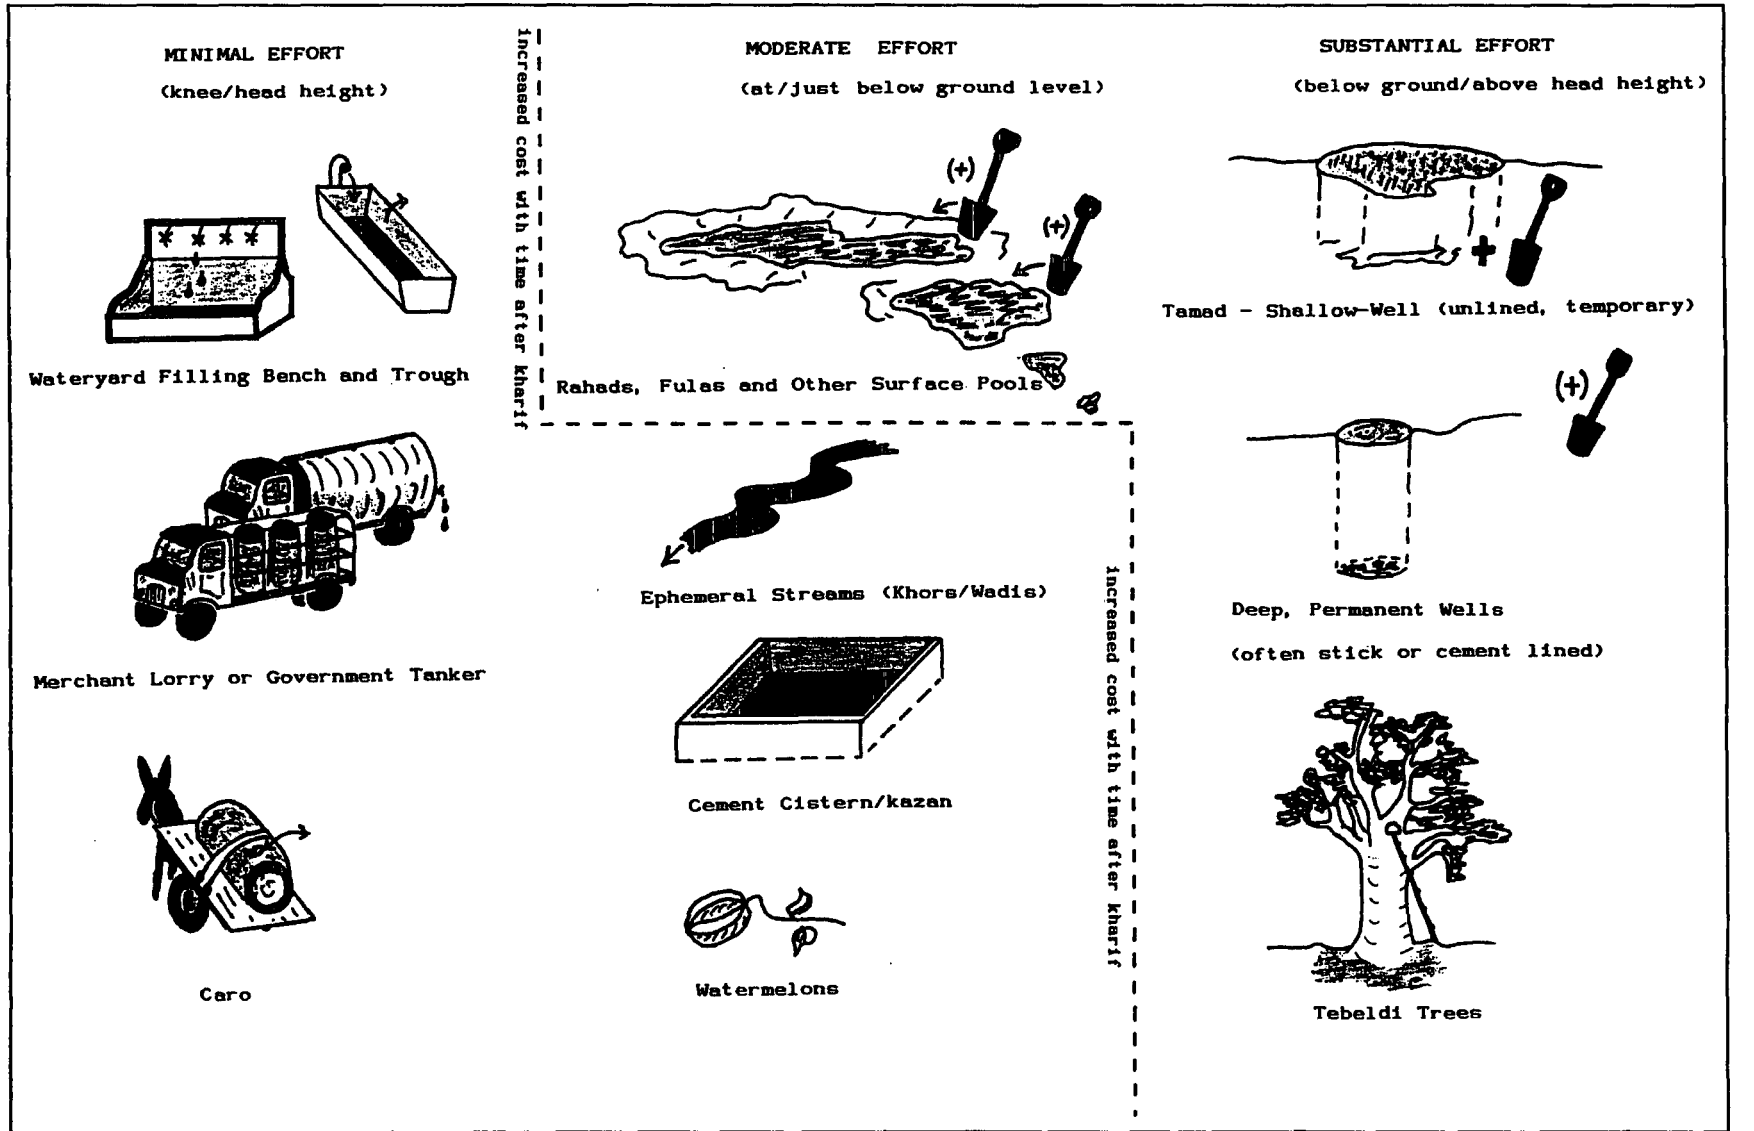 MINIMAL EFFORT
(knee/head height)
Wateryard Filling Bench and Trough
Merchant Lorry or Government Tanker
Caro
increased cost with time after kharif
MODERATE EFFORT
(at/just below ground level)
(+)
(+)
Rahads, Fulas and Other Surface Pools
Ephemeral Streams (Khors/Wadis)
Cement Cistern/kazan
Watermelons
increased cost with time after kharif
SUBSTANTIAL EFFORT
(below ground/above head height)
+
Tamad - Shallow-Well (unlined, temporary)
(+)
Deep, Permanent Wells
(often stick or cement lined)
Tebeldi Trees